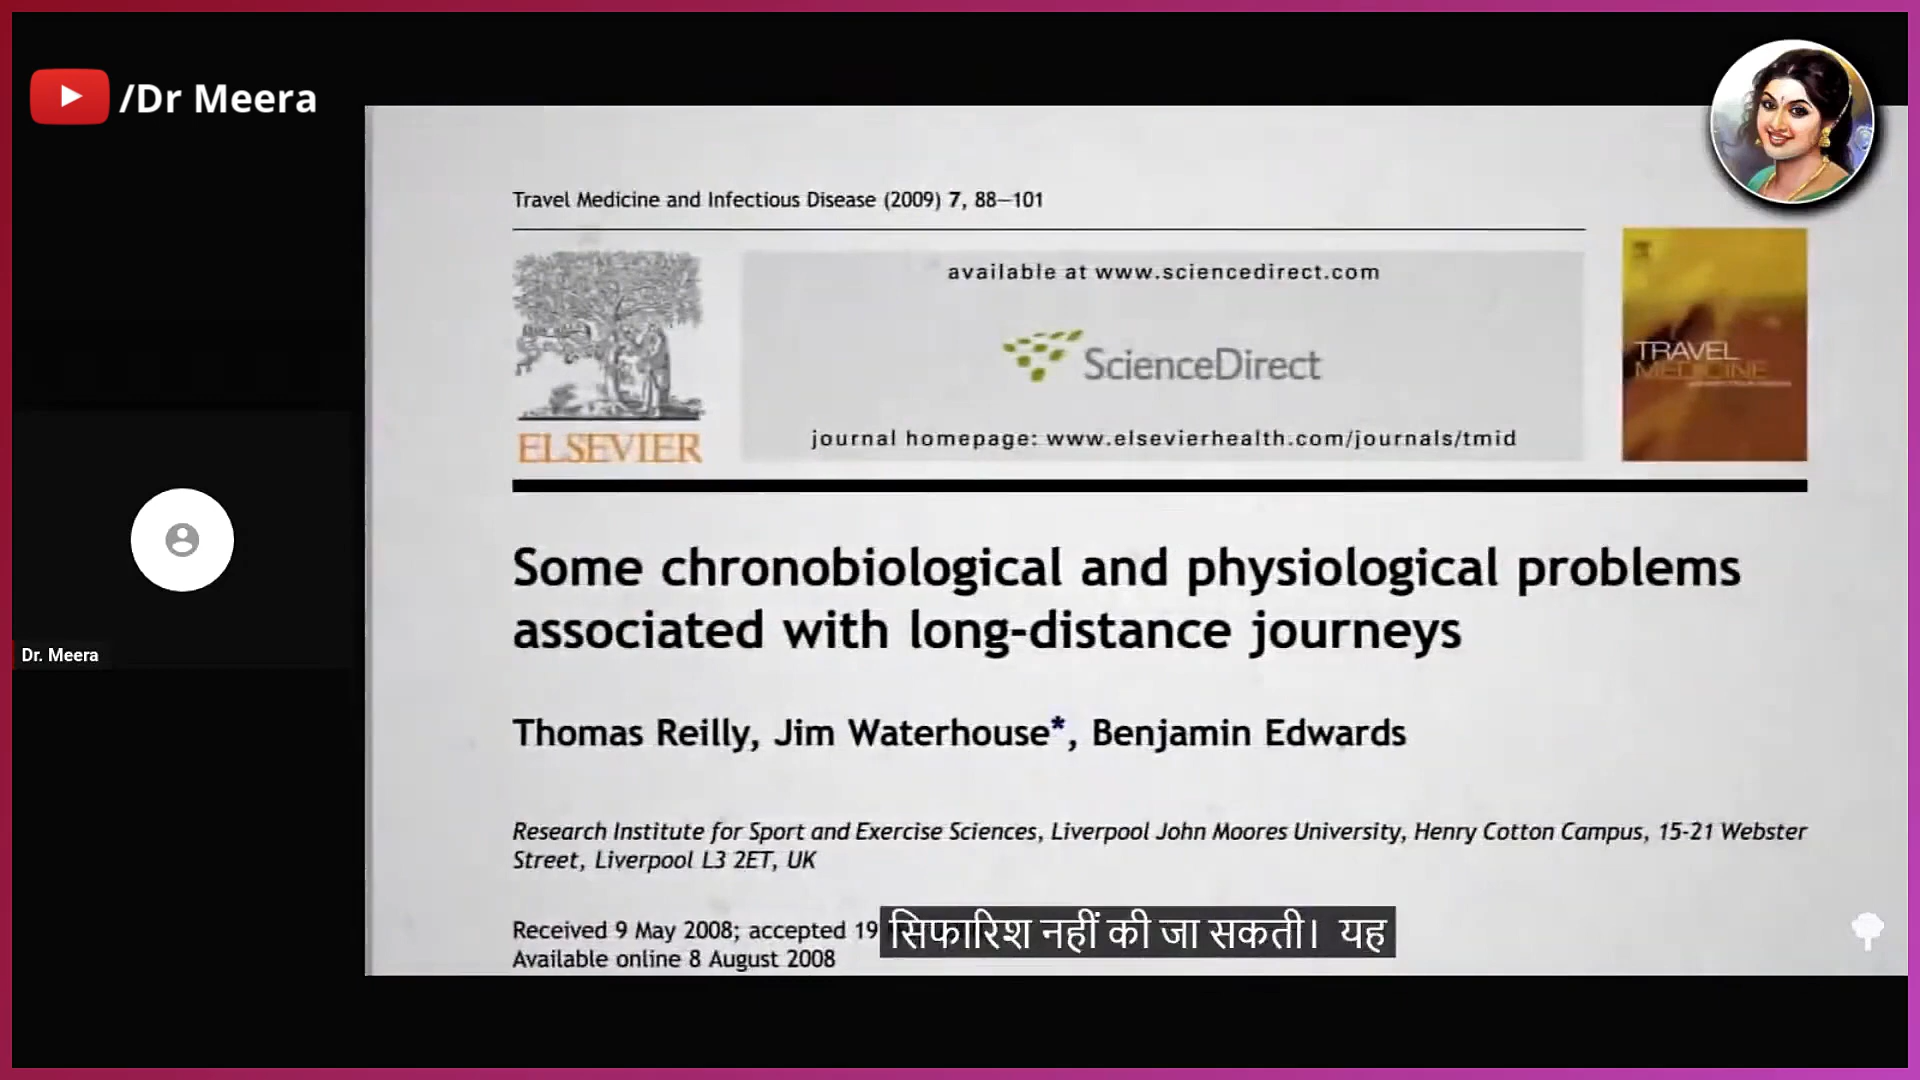 /Dr Meera
Travel Medicine and Infectious Disease (2009) 7, 88–101
available at www.sciencedirect.com
ScienceDirect
journal homepage: www.elsevierhealth.com/journals/tmid
ELSEVIER
TRAVEL
MEDICINE
Some chronobiological and physiological problems
associated with long-distance journeys
Thomas Reilly, Jim Waterhouse*, Benjamin Edwards
Research Institute for Sport and Exercise Sciences, Liverpool John Moores University, Henry Cotton Campus, 15-21 Webster
Street, Liverpool L3 2ET, UK
Received 9 May 2008; accepted 19
Available online 8 August 2008
सिफारिश नहीं की जा सकती। यह
Dr. Meera